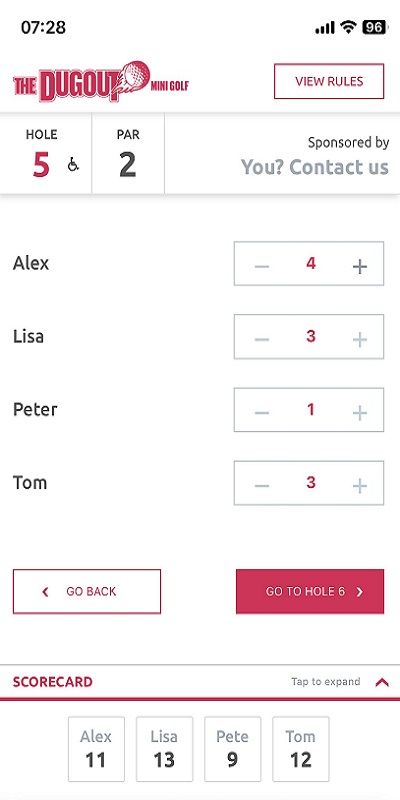 07:28
96
THE DUGOUT MINI GOLF
VIEW RULES
HOLE
5
PAR
2
Sponsored by
You? Contact us
Alex
− 4 +
Lisa
− 3 +
Peter
− 1 +
Tom
− 3 +
GO BACK
GO TO HOLE 6
SCORECARD
Tap to expand
Alex
11
Lisa
13
Pete
9
Tom
12